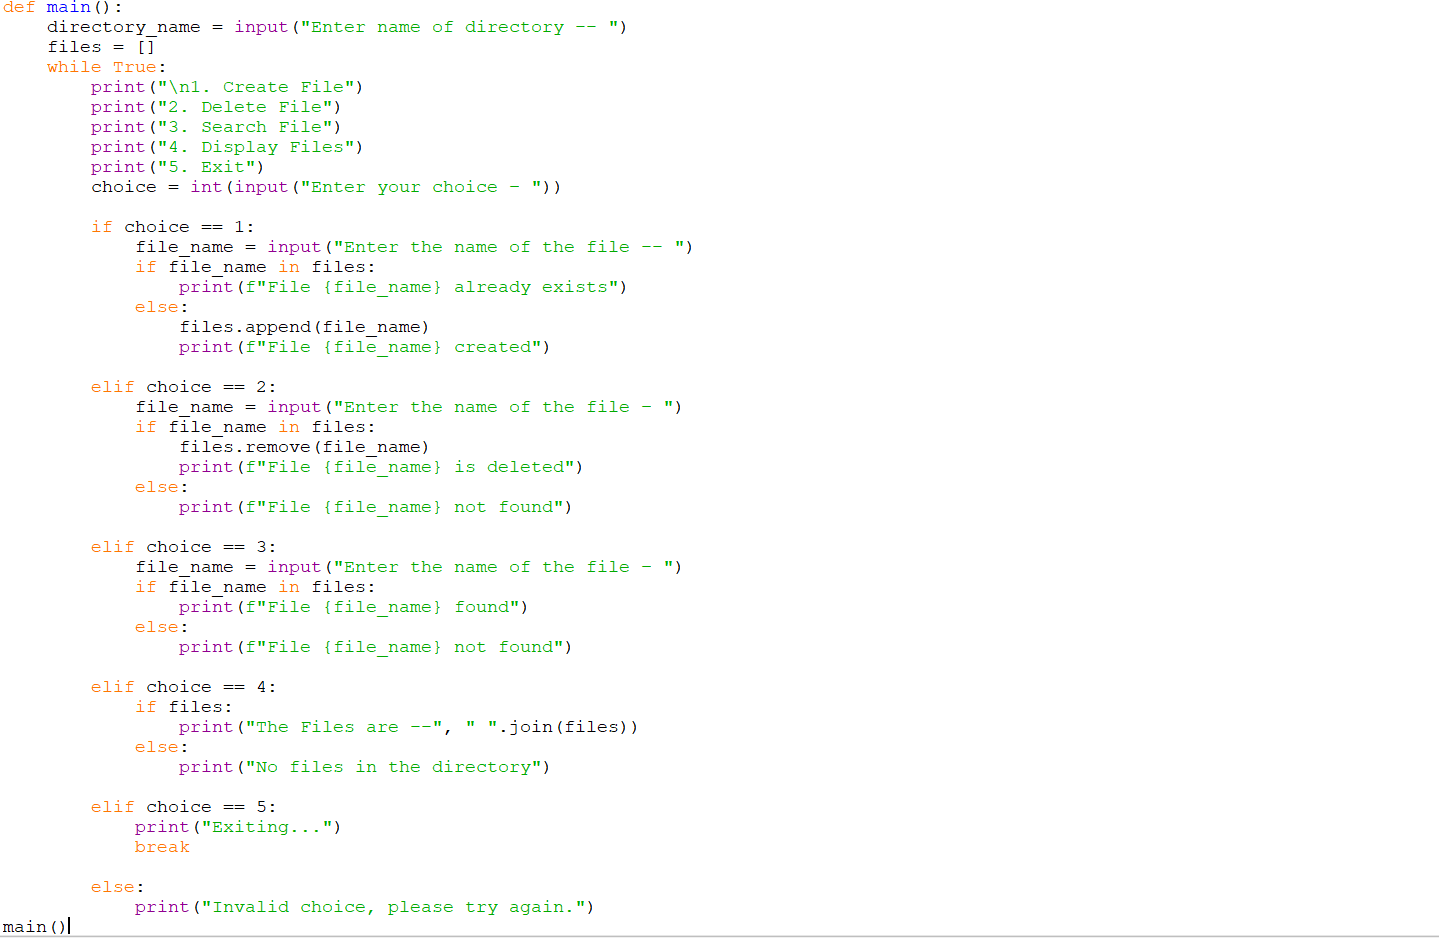 def main():
    directory_name = input("Enter name of directory -- ")
    files = []
    while True:
        print("\n1. Create File")
        print("2. Delete File")
        print("3. Search File")
        print("4. Display Files")
        print("5. Exit")
        choice = int(input("Enter your choice - "))

        if choice == 1:
            file_name = input("Enter the name of the file -- ")
            if file_name in files:
                print(f"File {file_name} already exists")
            else:
                files.append(file_name)
                print(f"File {file_name} created")

        elif choice == 2:
            file_name = input("Enter the name of the file - ")
            if file_name in files:
                files.remove(file_name)
                print(f"File {file_name} is deleted")
            else:
                print(f"File {file_name} not found")

        elif choice == 3:
            file_name = input("Enter the name of the file - ")
            if file_name in files:
                print(f"File {file_name} found")
            else:
                print(f"File {file_name} not found")

        elif choice == 4:
            if files:
                print("The Files are --", " ".join(files))
            else:
                print("No files in the directory")

        elif choice == 5:
            print("Exiting...")
            break

        else:
            print("Invalid choice, please try again.")
main()